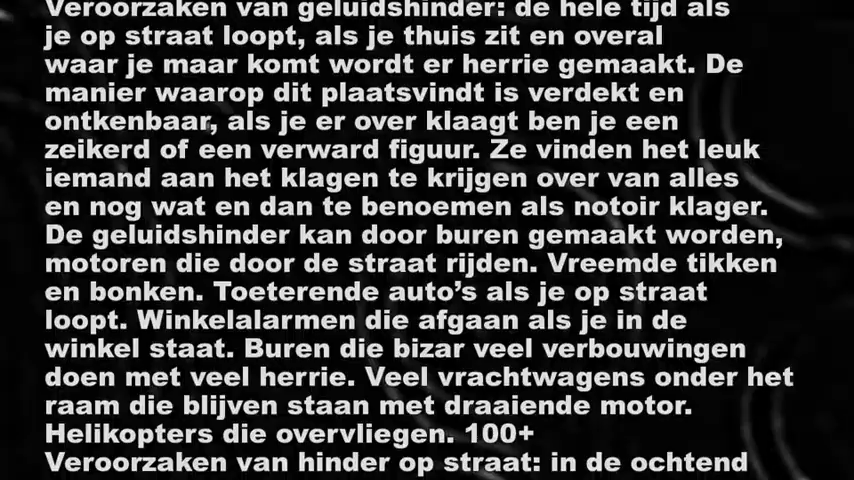 Veroorzaken van geluidshinder: de hele tijd als
je op straat loopt, als je thuis zit en overal
waar je maar komt wordt er herrie gemaakt. De
manier waarop dit plaatsvindt is verdekt en
ontkenbaar, als je er over klaagt ben je een
zeikerd of een verward figuur. Ze vinden het leuk
iemand aan het klagen te krijgen over van alles
en nog wat en dan te benoemen als notoir klager.
De geluidshinder kan door buren gemaakt worden,
motoren die door de straat rijden. Vreemde tikken
en bonken. Toeterende auto’s als je op straat
loopt. Winkelalarmen die afgaan als je in de
winkel staat. Buren die bizar veel verbouwingen
doen met veel herrie. Veel vrachtwagens onder het
raam die blijven staan met draaiende motor.
Helikopters die overvliegen. 100+
Veroorzaken van hinder op straat: in de ochtend